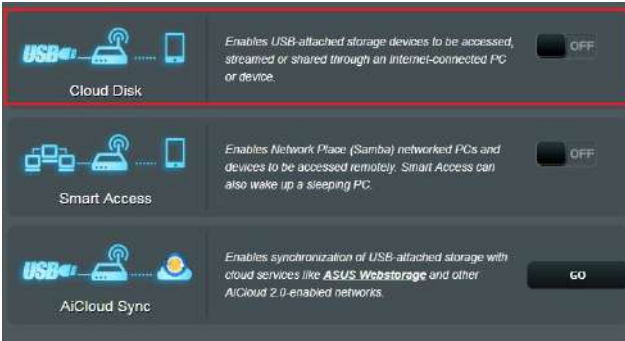 USB
Cloud Disk
Enables USB-attached storage devices to be accessed,
streamed or shared through an Internet-connected PC
or device.
OFF
Smart Access
Enables Network Place (Samba) networked PCs and
devices to be accessed remotely. Smart Access can
also wake up a sleeping PC.
OFF
USB
AiCloud Sync
Enables synchronization of USB-attached storage with
cloud services like ASUS Webstorage and other
AiCloud 2.0-enabled networks.
GO